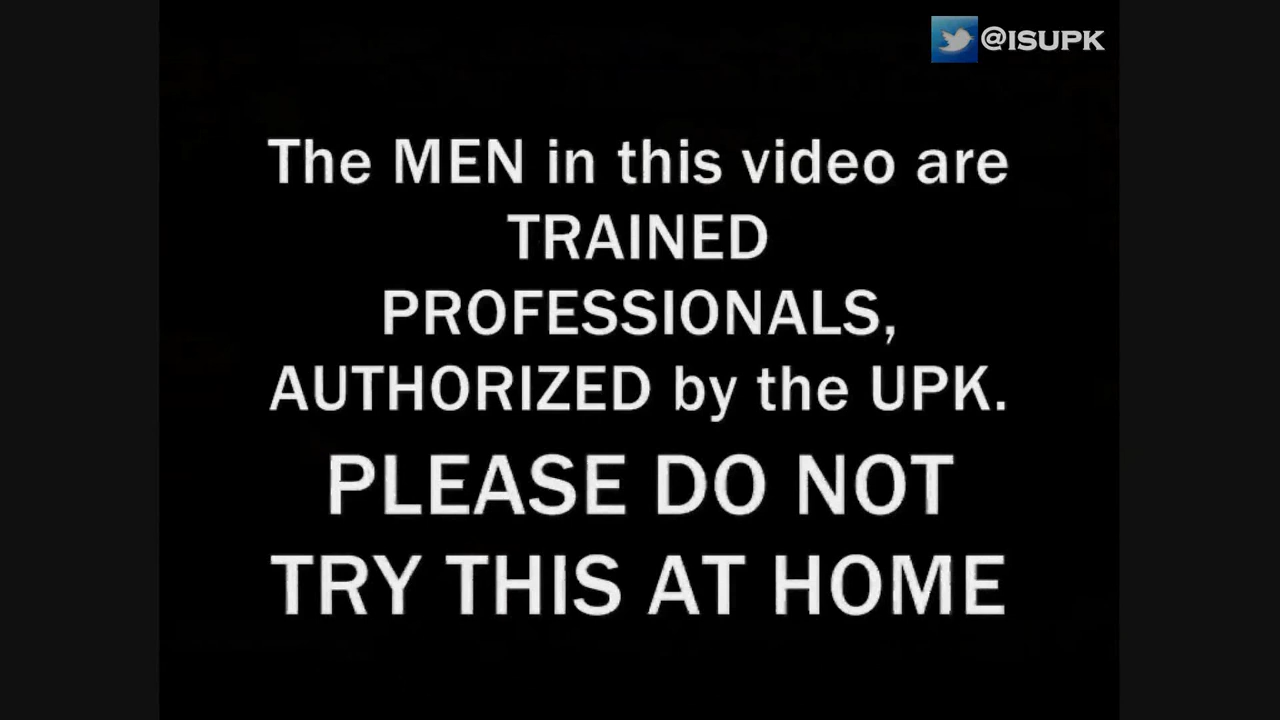 @ISUPK
The MEN in this video are
TRAINED
PROFESSIONALS,
AUTHORIZED by the UPK.
PLEASE DO NOT
TRY THIS AT HOME